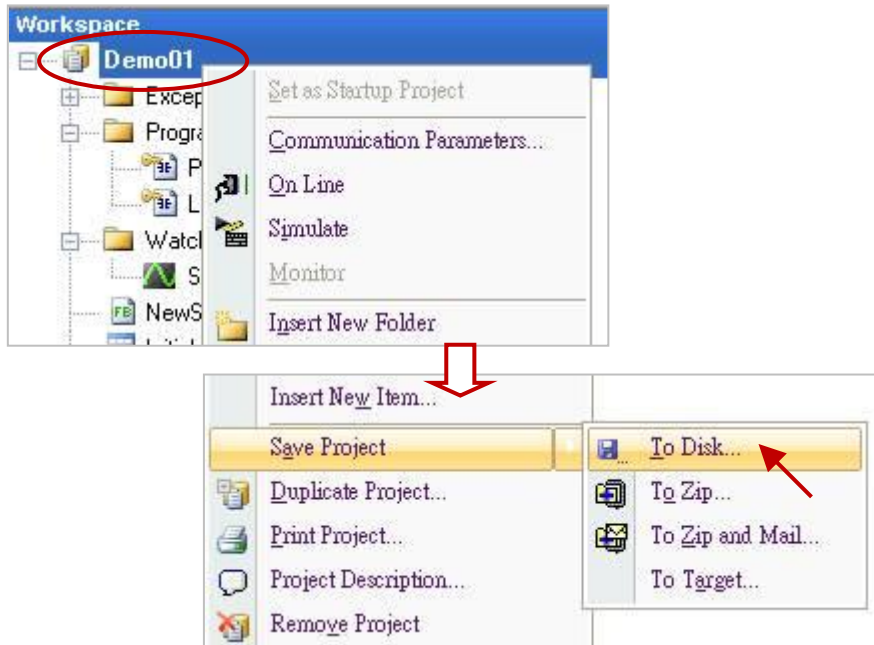 Workspace
Demo01
Excep
Progra
P
L
Watch
S
NewS
Set as Startup Project
Communication Parameters...
On Line
Simulate
Monitor
Insert New Folder
Insert New Item...
Save Project
Duplicate Project...
Print Project...
Project Description...
Remove Project
To Disk...
To Zip...
To Zip and Mail...
To Target...